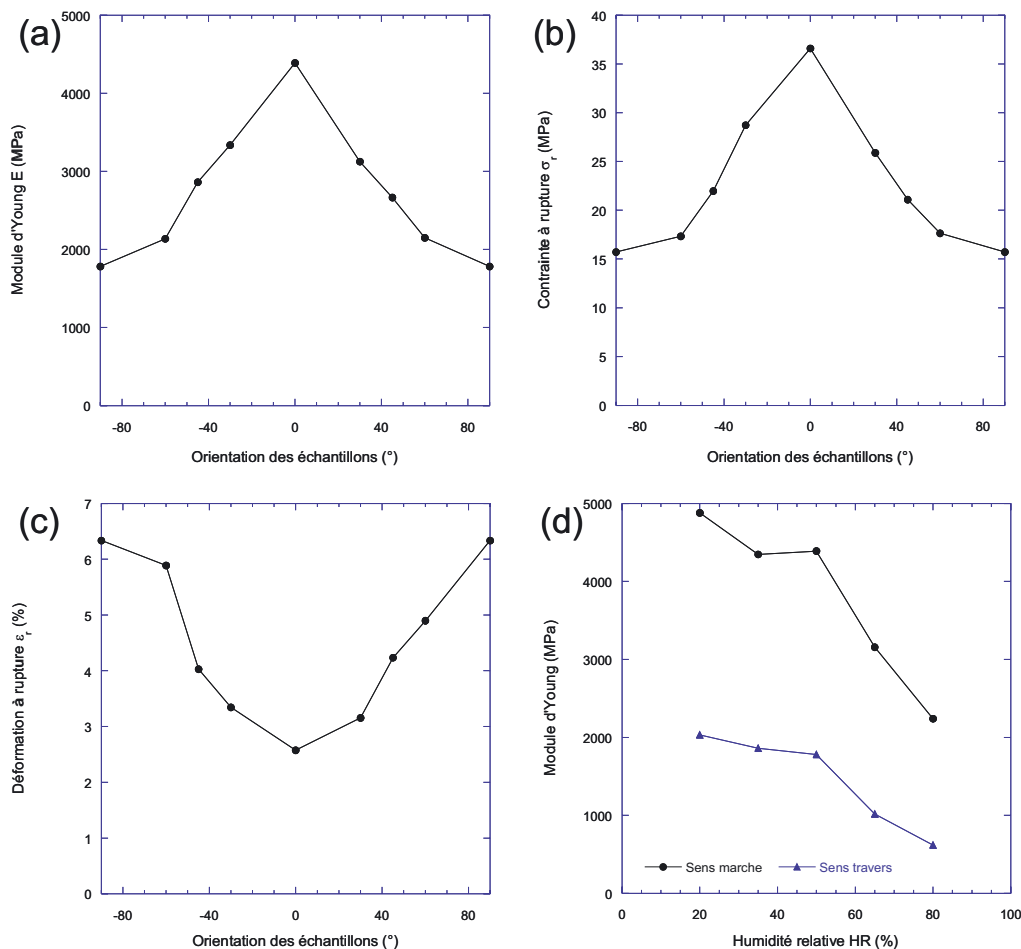 (a)
5000
4000
3000
2000
1000
0
Module d'Young E (MPa)
-80 -40 0 40 80
Orientation des échantillons (°)
(b)
40
35
30
25
20
15
10
5
0
Contrainte à rupture σr (MPa)
-80 -40 0 40 80
Orientation des échantillons (°)
(c)
7
6
5
4
3
2
1
0
Déformation à rupture εr (%)
-80 -40 0 40 80
Orientation des échantillons (°)
(d)
5000
4000
3000
2000
1000
0
Module d'Young (MPa)
Sens marche Sens travers
0 20 40 60 80 100
Humidité relative HR (%)